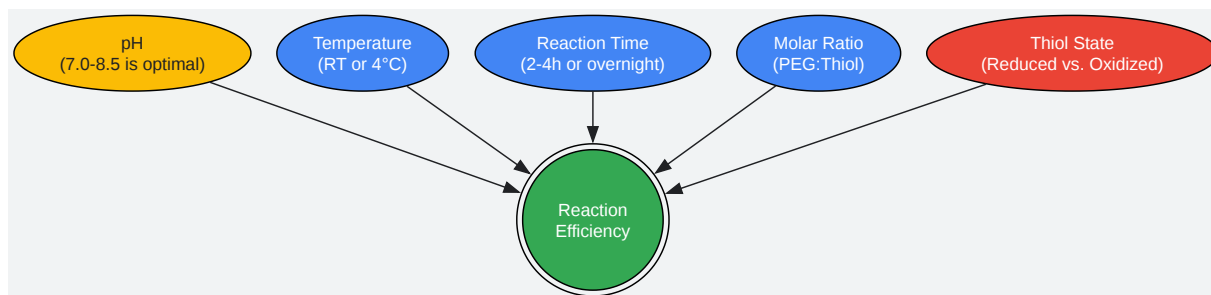 pH
(7.0-8.5 is optimal)
Temperature
(RT or 4°C)
Reaction Time
(2-4h or overnight)
Molar Ratio
(PEG:Thiol)
Thiol State
(Reduced vs. Oxidized)
Reaction
Efficiency